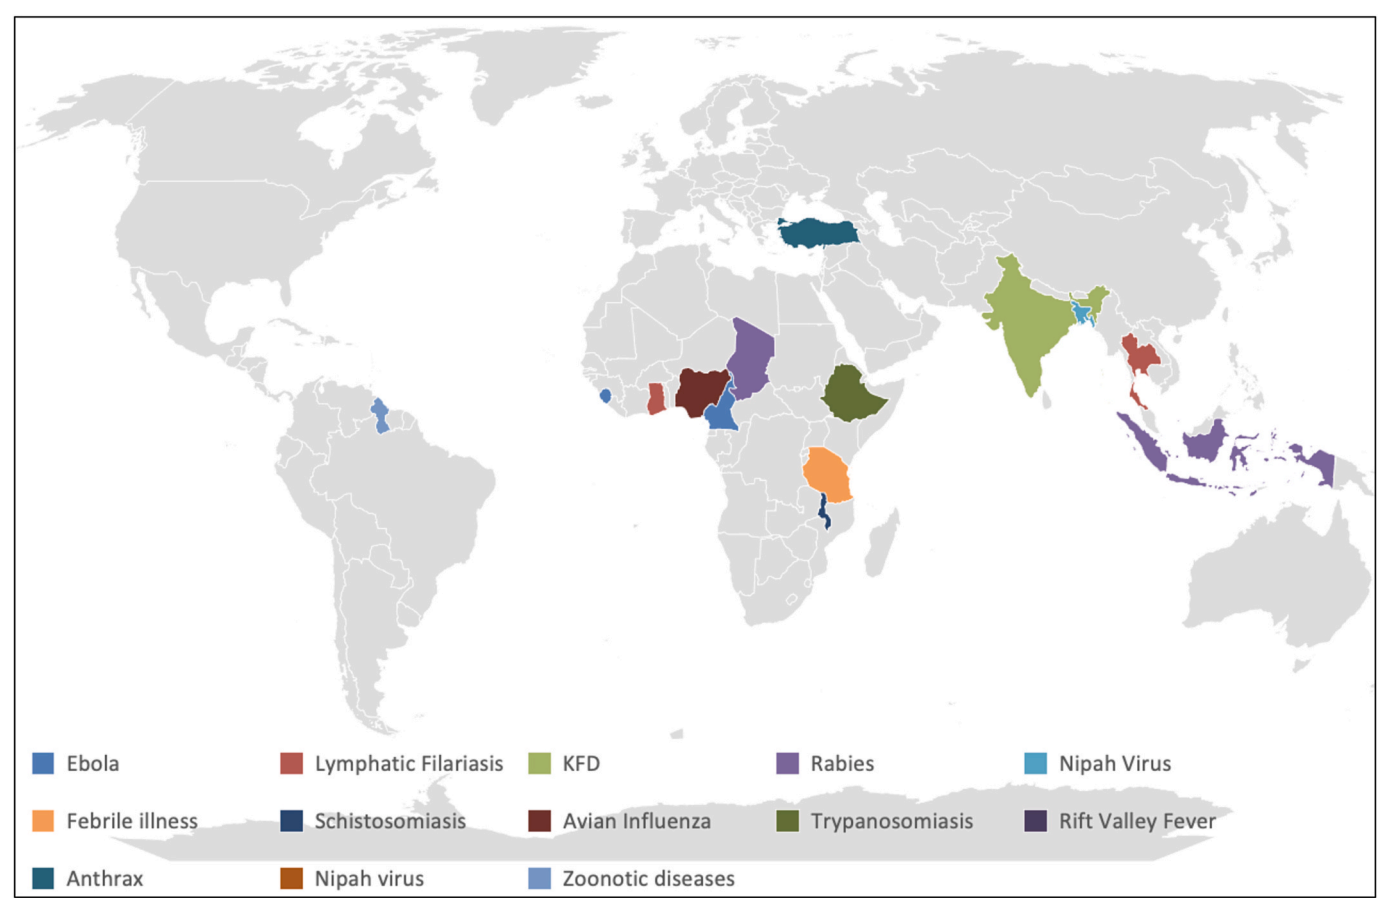 Ebola Lymphatic Filariasis KFD Rabies Nipah Virus
Febrile illness Schistosomiasis Avian Influenza Trypanosomiasis Rift Valley Fever
Anthrax Nipah virus Zoonotic diseases